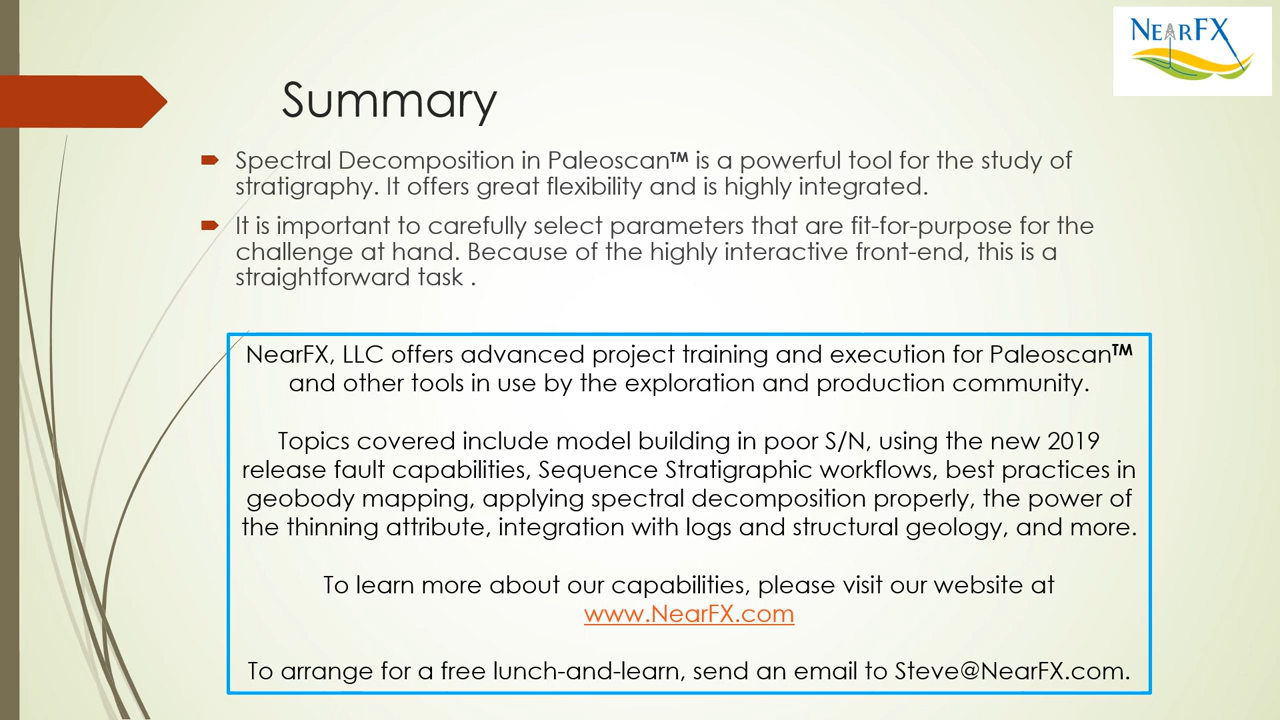 NEARFX
Summary
Spectral Decomposition in Paleoscan™ is a powerful tool for the study of
stratigraphy. It offers great flexibility and is highly integrated.
It is important to carefully select parameters that are fit-for-purpose for the
challenge at hand. Because of the highly interactive front-end, this is a
straightforward task .
NearFX, LLC offers advanced project training and execution for Paleoscan™
and other tools in use by the exploration and production community.
Topics covered include model building in poor S/N, using the new 2019
release fault capabilities, Sequence Stratigraphic workflows, best practices in
geobody mapping, applying spectral decomposition properly, the power of
the thinning attribute, integration with logs and structural geology, and more.
To learn more about our capabilities, please visit our website at
www.NearFX.com
To arrange for a free lunch-and-learn, send an email to Steve@NearFX.com.